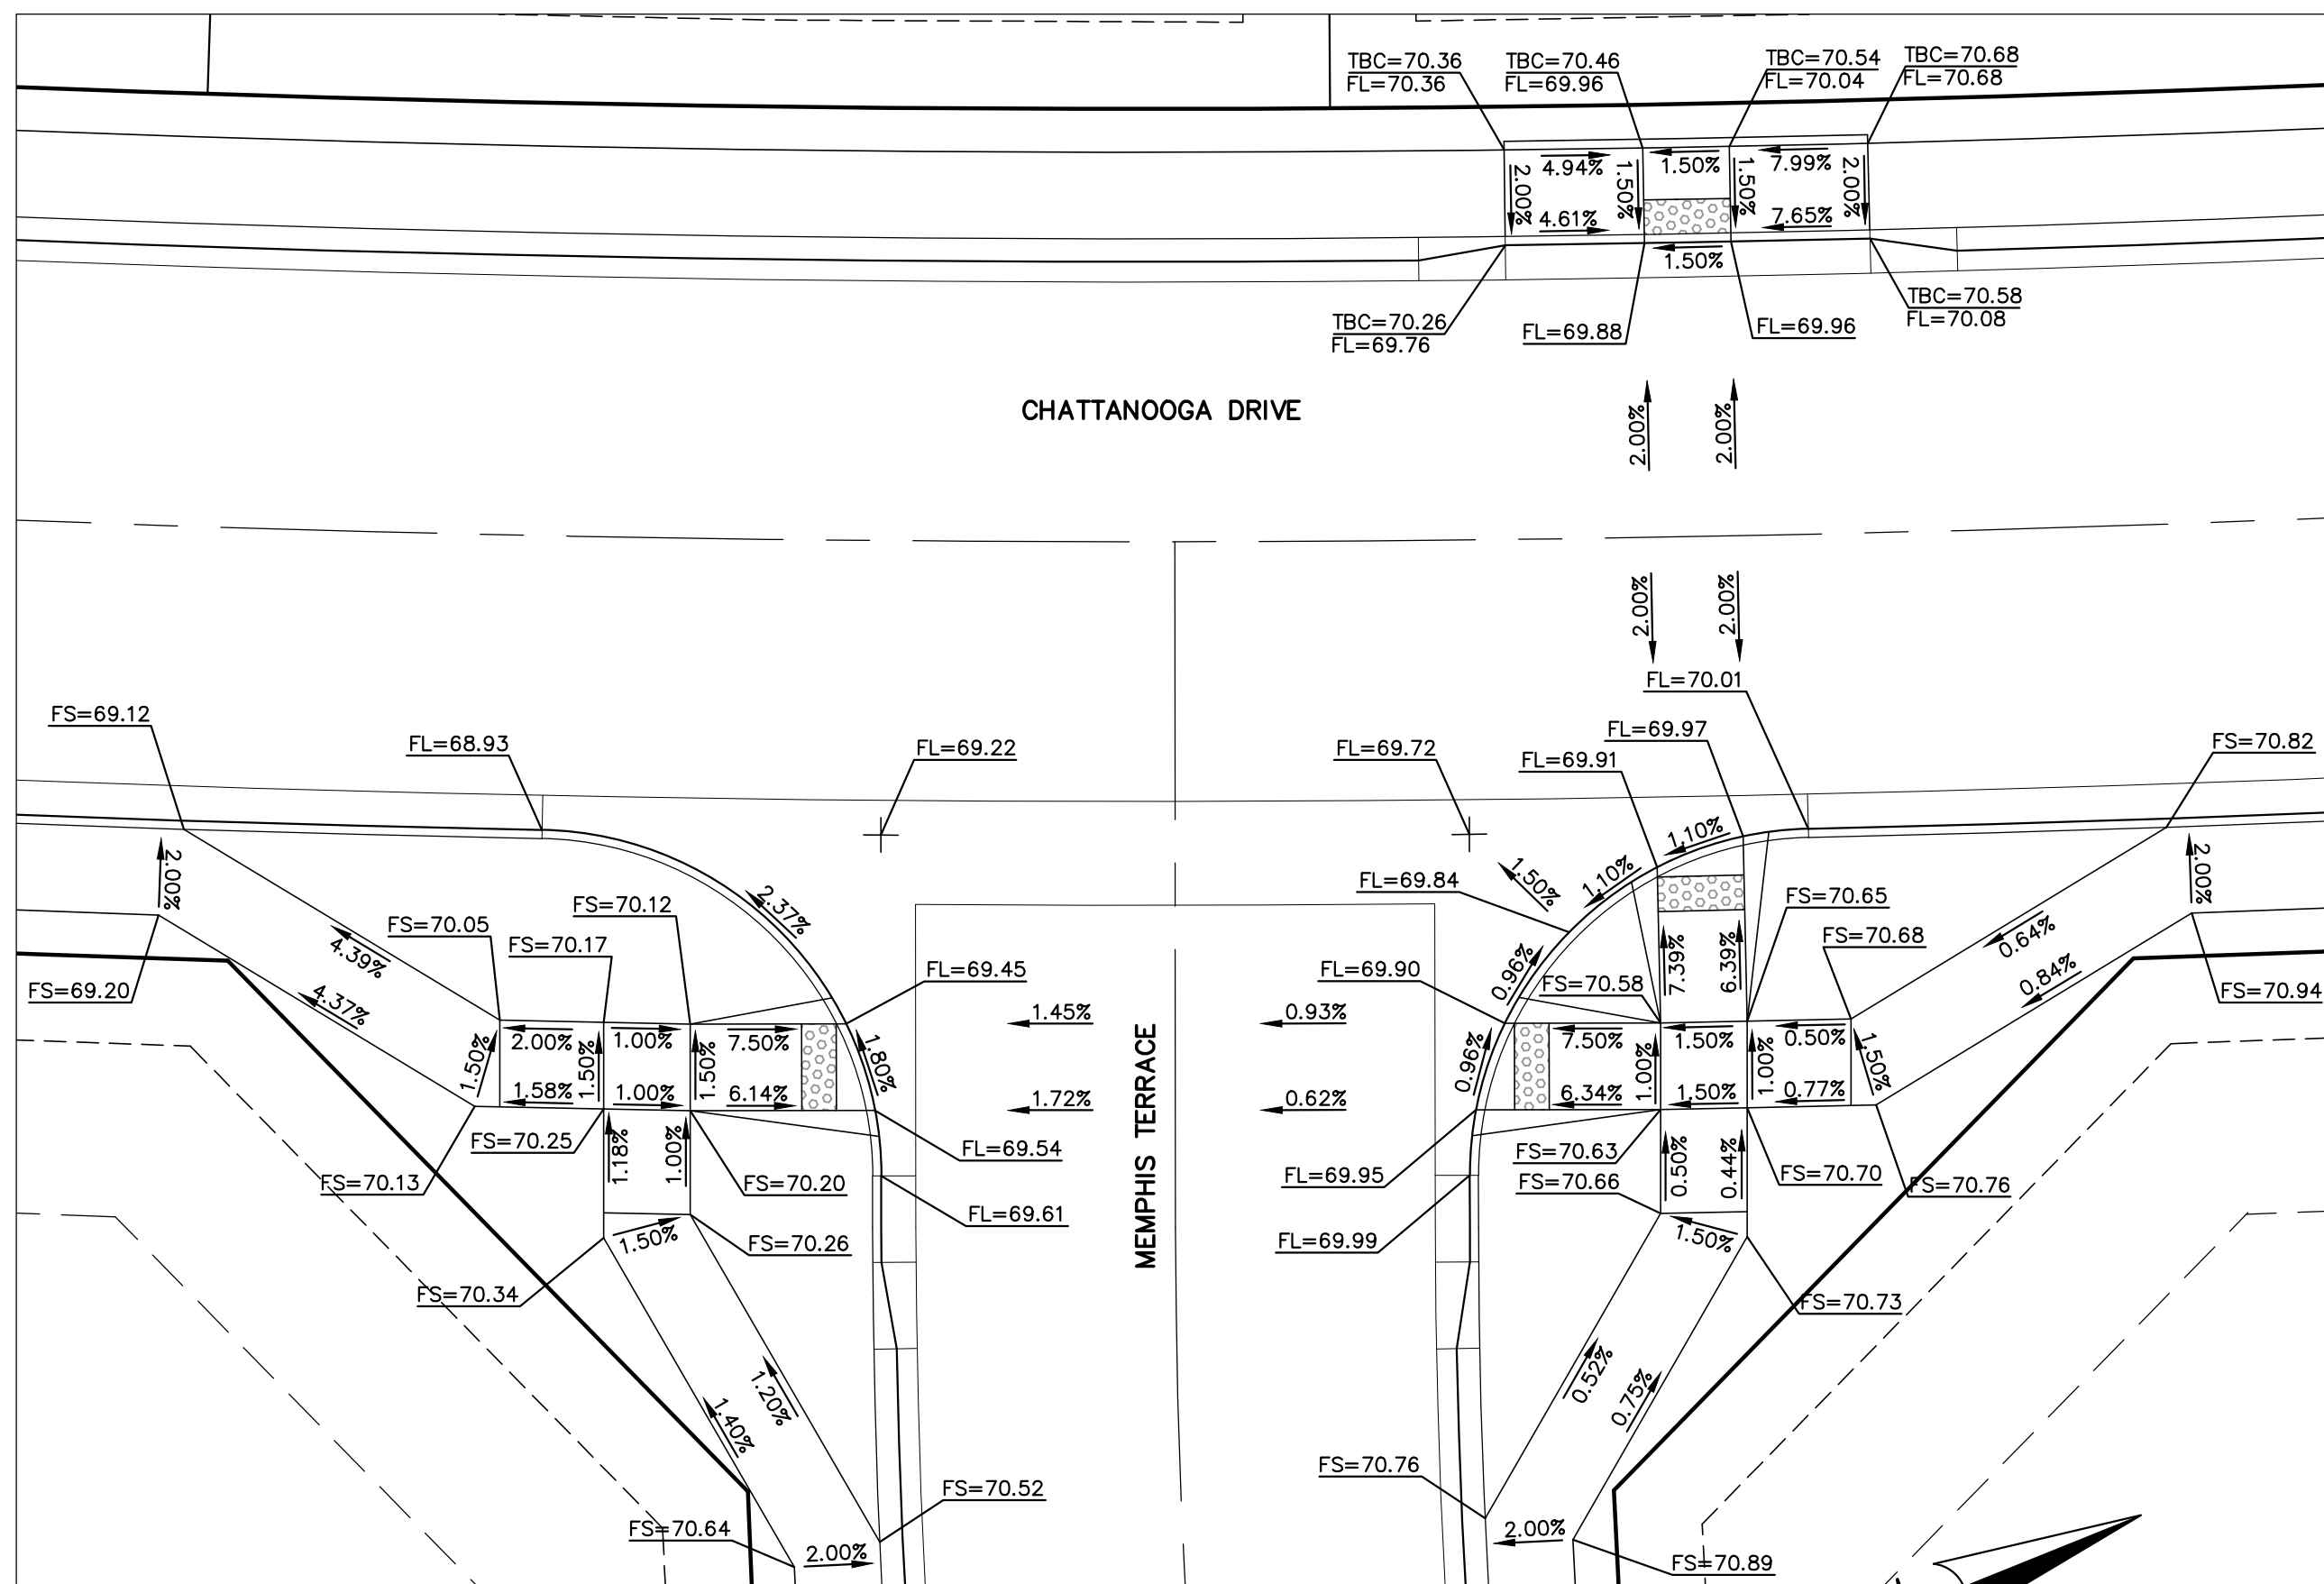 TBC=70.36
FL=70.36
TBC=70.46
FL=69.96
TBC=70.54
FL=70.04
TBC=70.68
FL=70.68
4.94%
1.50%
7.99%
2.00%
1.50%
1.50%
2.00%
4.61%
7.65%
1.50%
TBC=70.26
FL=69.76
FL=69.88
FL=69.96
TBC=70.58
FL=70.08
CHATTANOOGA DRIVE
2.00%
2.00%
2.00%
2.00%
FL=70.01
FS=69.12
FL=68.93
FL=69.22
FL=69.72
FL=69.97
FL=69.91
FS=70.82
2.00%
2.37%
1.10%
1.10%
1.50%
2.00%
FL=69.84
FS=70.05
FS=70.12
FS=70.17
4.39%
FS=70.65
FS=70.68
0.64%
FS=69.20
4.37%
FL=69.45
FL=69.90
0.96%
FS=70.58
7.39%
6.39%
0.84%
FS=70.94
1.45%
0.93%
2.00%
1.00%
7.50%
7.50%
1.50%
0.50%
1.50%
1.50%
1.50%
1.80%
0.96%
1.00%
1.00%
1.50%
1.58%
1.00%
6.14%
1.72%
0.62%
6.34%
1.50%
0.77%
MEMPHIS TERRACE
FS=70.25
1.18%
1.00%
FL=69.54
FS=70.63
0.50%
0.44%
FS=70.13
FS=70.20
FL=69.95
FS=70.66
FS=70.70
FS=70.76
FL=69.61
1.50%
FS=70.26
FL=69.99
1.50%
FS=70.34
FS=70.73
1.20%
1.40%
0.52%
0.75%
FS=70.76
FS=70.52
FS=70.64
2.00%
2.00%
FS=70.89